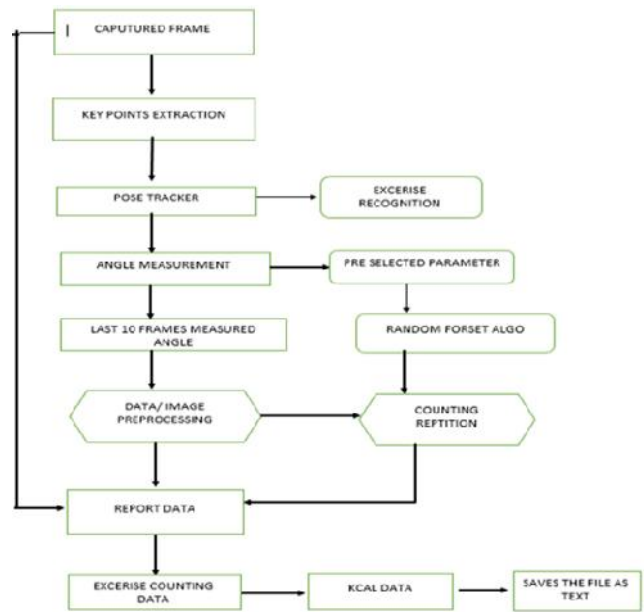 CAPUTURED FRAME
KEY POINTS EXTRACTION
POSE TRACKER
EXCERISE
RECOGNITION
ANGLE MEASUREMENT
PRE SELECTED PARAMETER
LAST 10 FRAMES MEASURED
ANGLE
RANDOM FORSET ALGO
DATA/ IMAGE
PREPROCESSING
COUNTING
REPTITION
REPORT DATA
EXCERISE COUNTING
DATA
KCAL DATA
SAVES THE FILE AS
TEXT